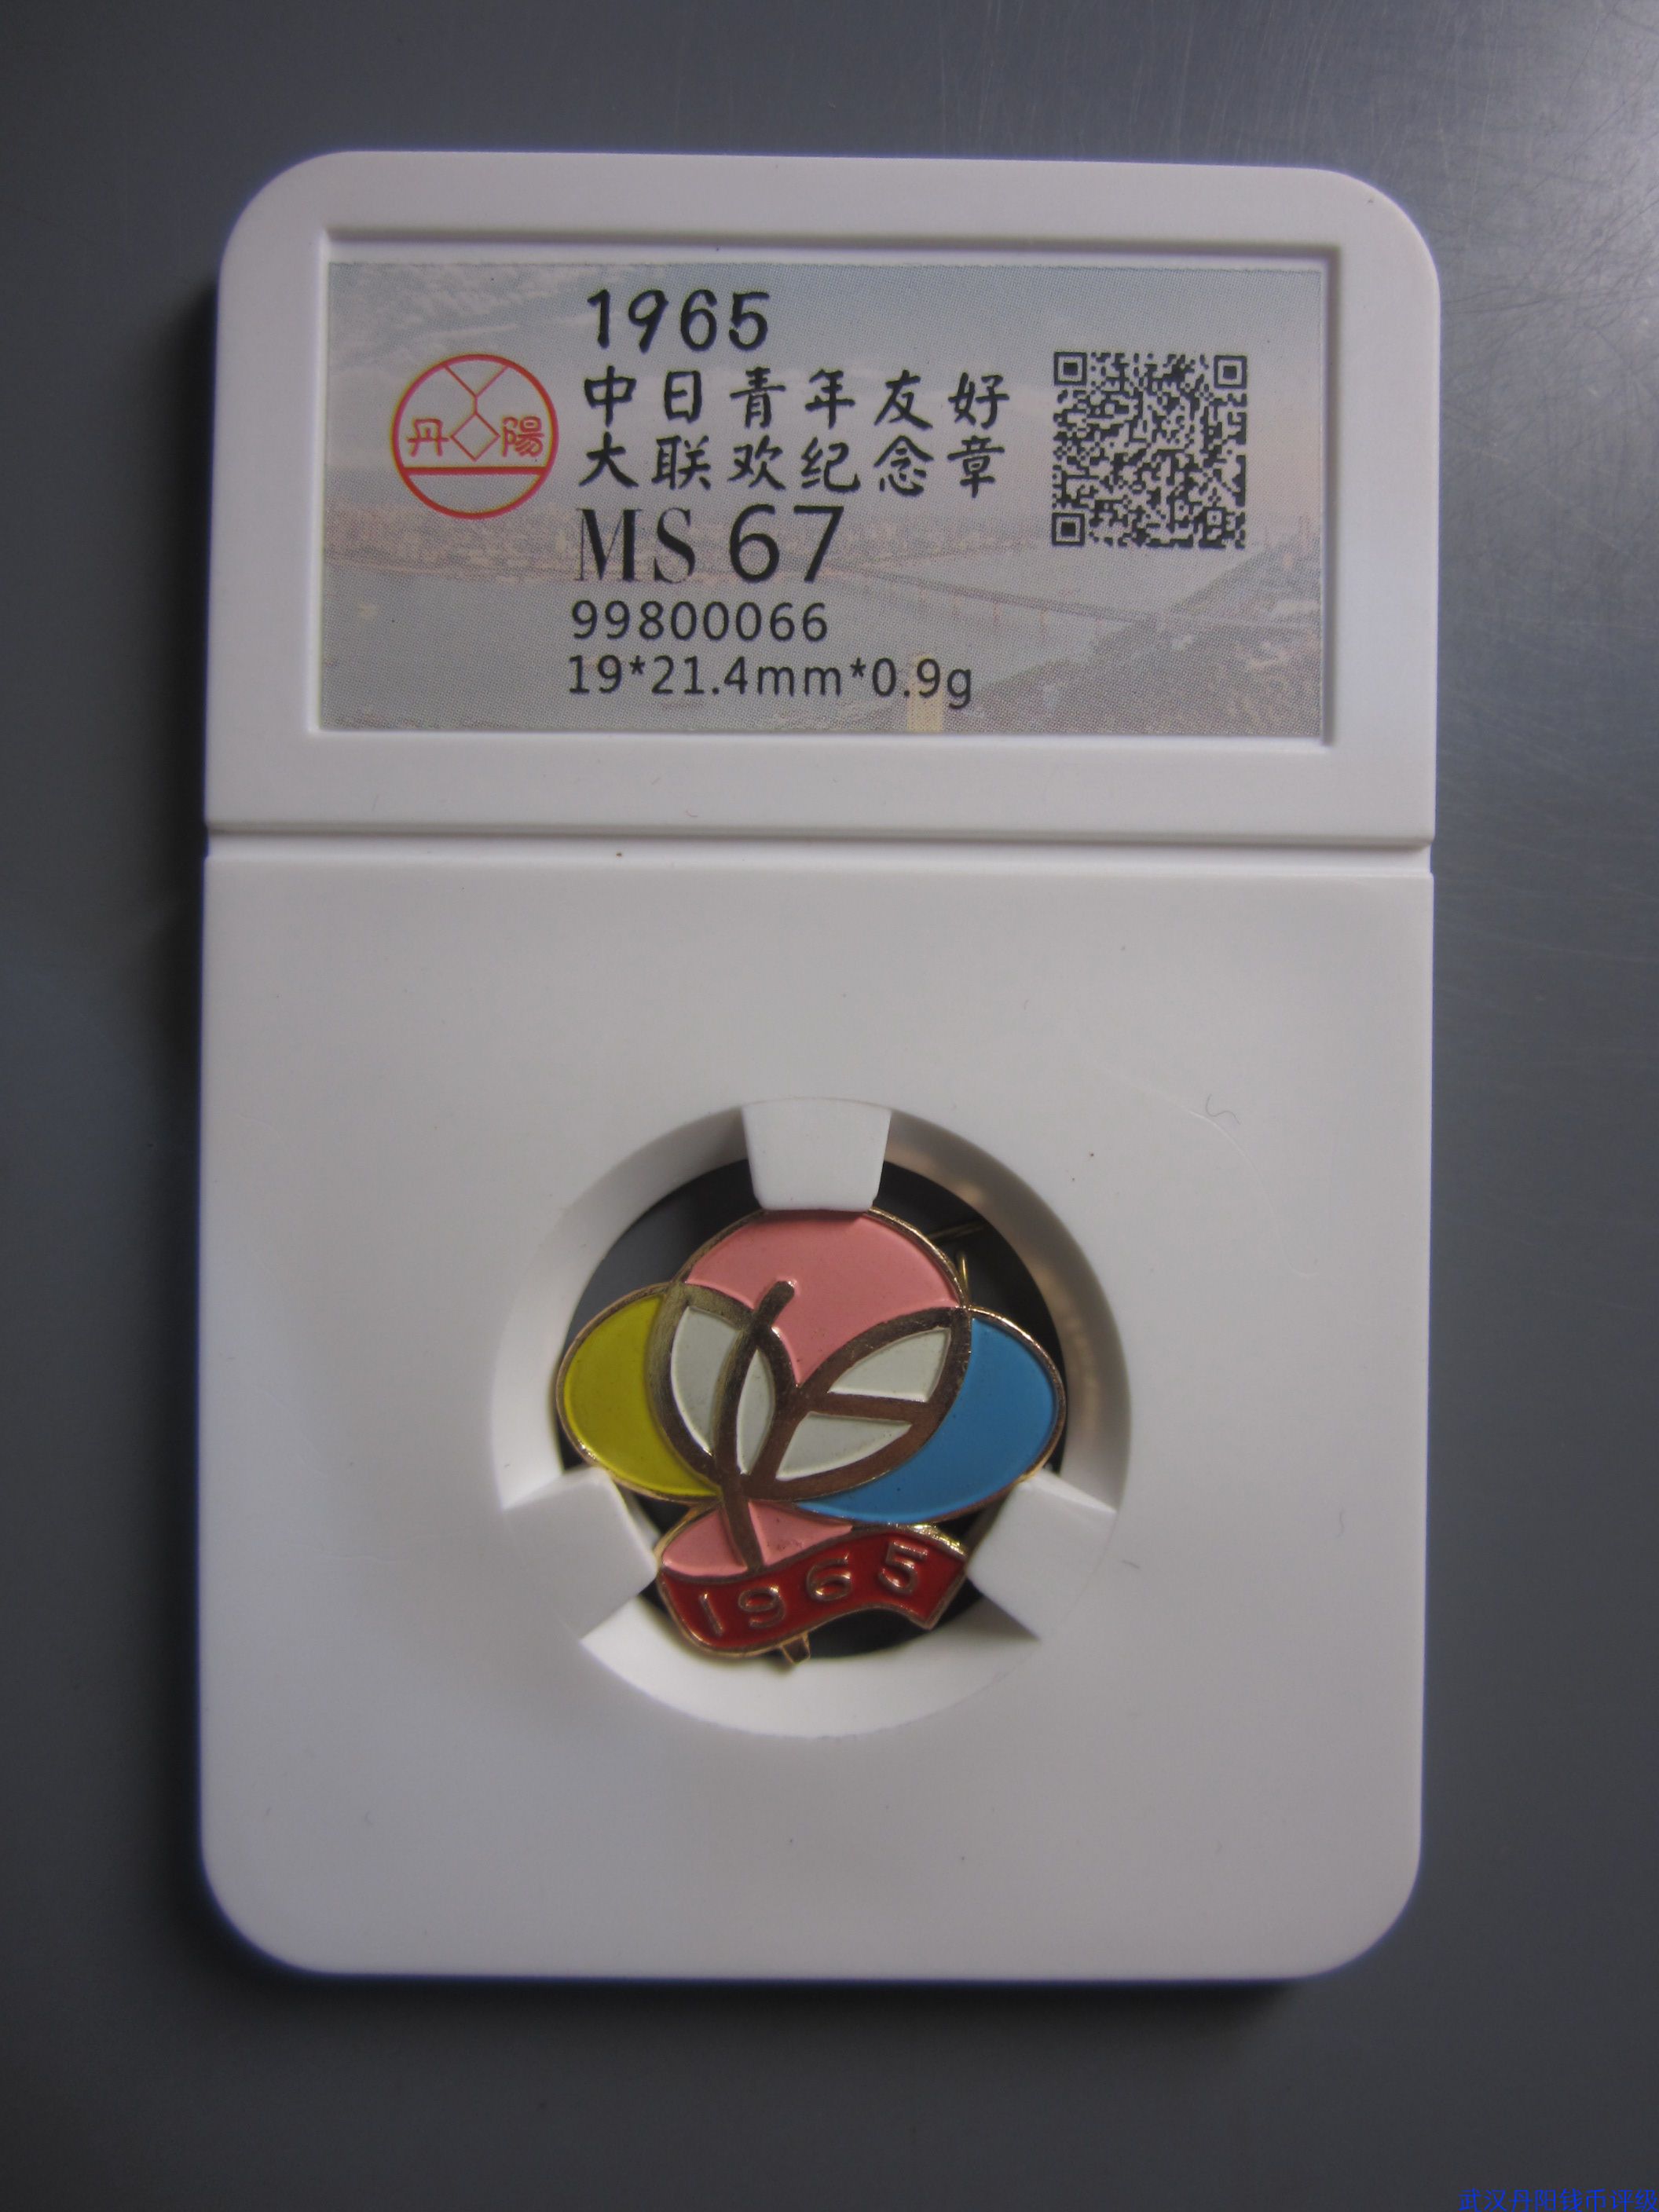 1965
中日青年友好
大联欢纪念章
丹陽
MS 67
99800066
19*21.4mm*0.9g
1965
武汉丹阳钱币评级